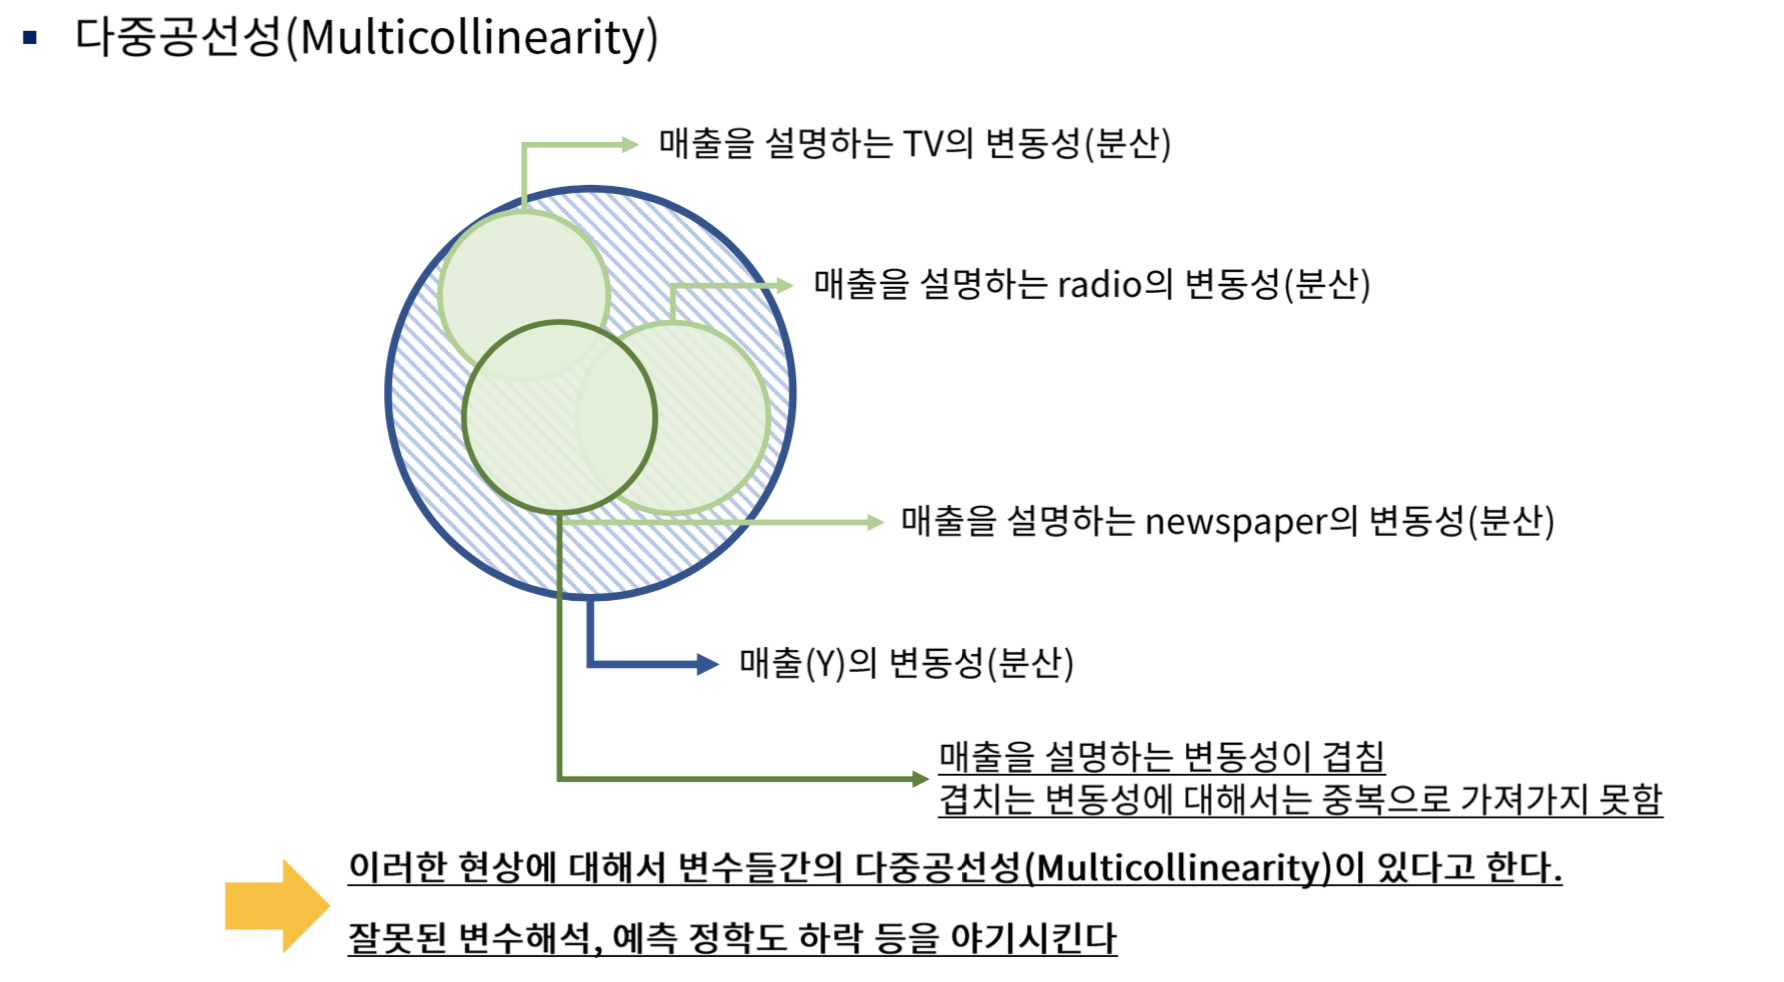 다중공선성(Multicollinearity)
매출을 설명하는 TV의 변동성(분산)
매출을 설명하는 radio의 변동성(분산)
매출을 설명하는 newspaper의 변동성(분산)
매출(Y)의 변동성(분산)
매출을 설명하는 변동성이 겹침
겹치는 변동성에 대해서는 중복으로 가져가지 못함
이러한 현상에 대해서 변수들간의 다중공선성(Multicollinearity)이 있다고 한다.
잘못된 변수해석, 예측 정학도 하락 등을 야기시킨다